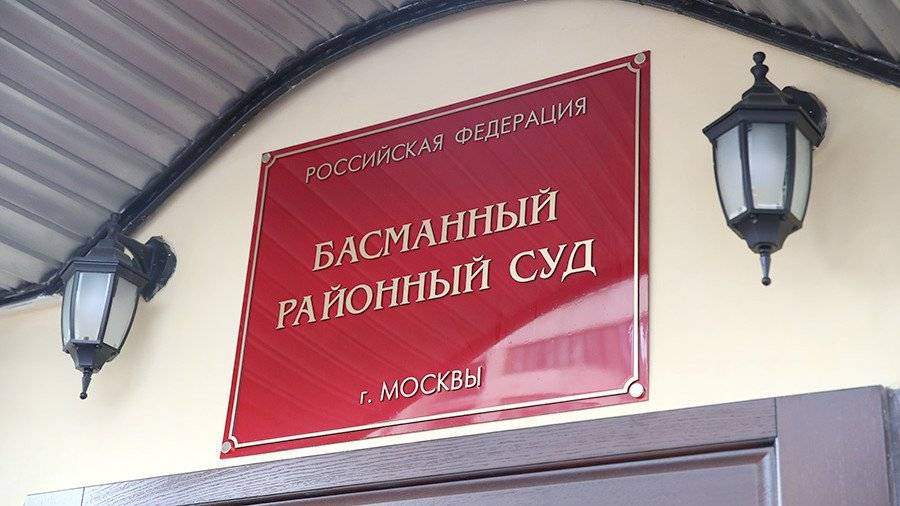 РОССИЙСКАЯ ФЕДЕРАЦИЯ
БАСМАННЫЙ
РАЙОННЫЙ СУД
г. МОСКВЫ